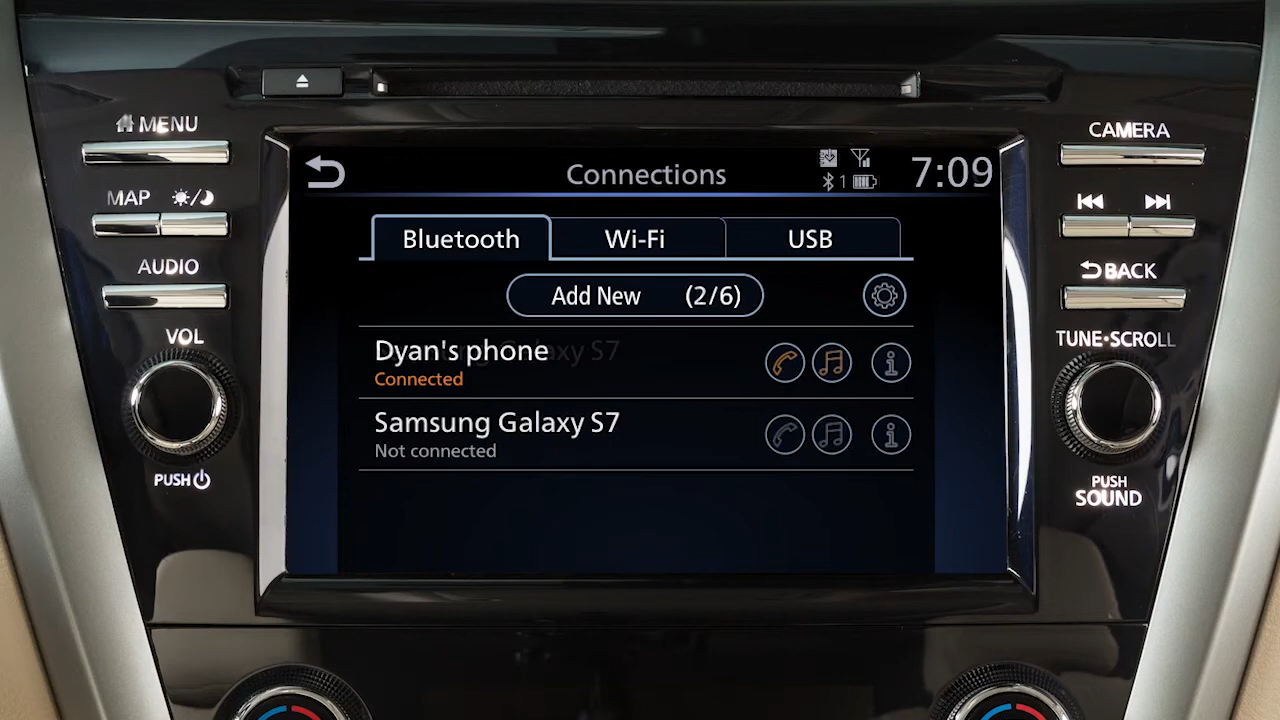 MENU
MAP
AUDIO
VOL
PUSH
Connections
1
7:09
Bluetooth
Wi-Fi
USB
Add New (2/6)
Dyan's phone
Connected
Samsung Galaxy S7
Not connected
CAMERA
BACK
TUNE•SCROLL
PUSH
SOUND